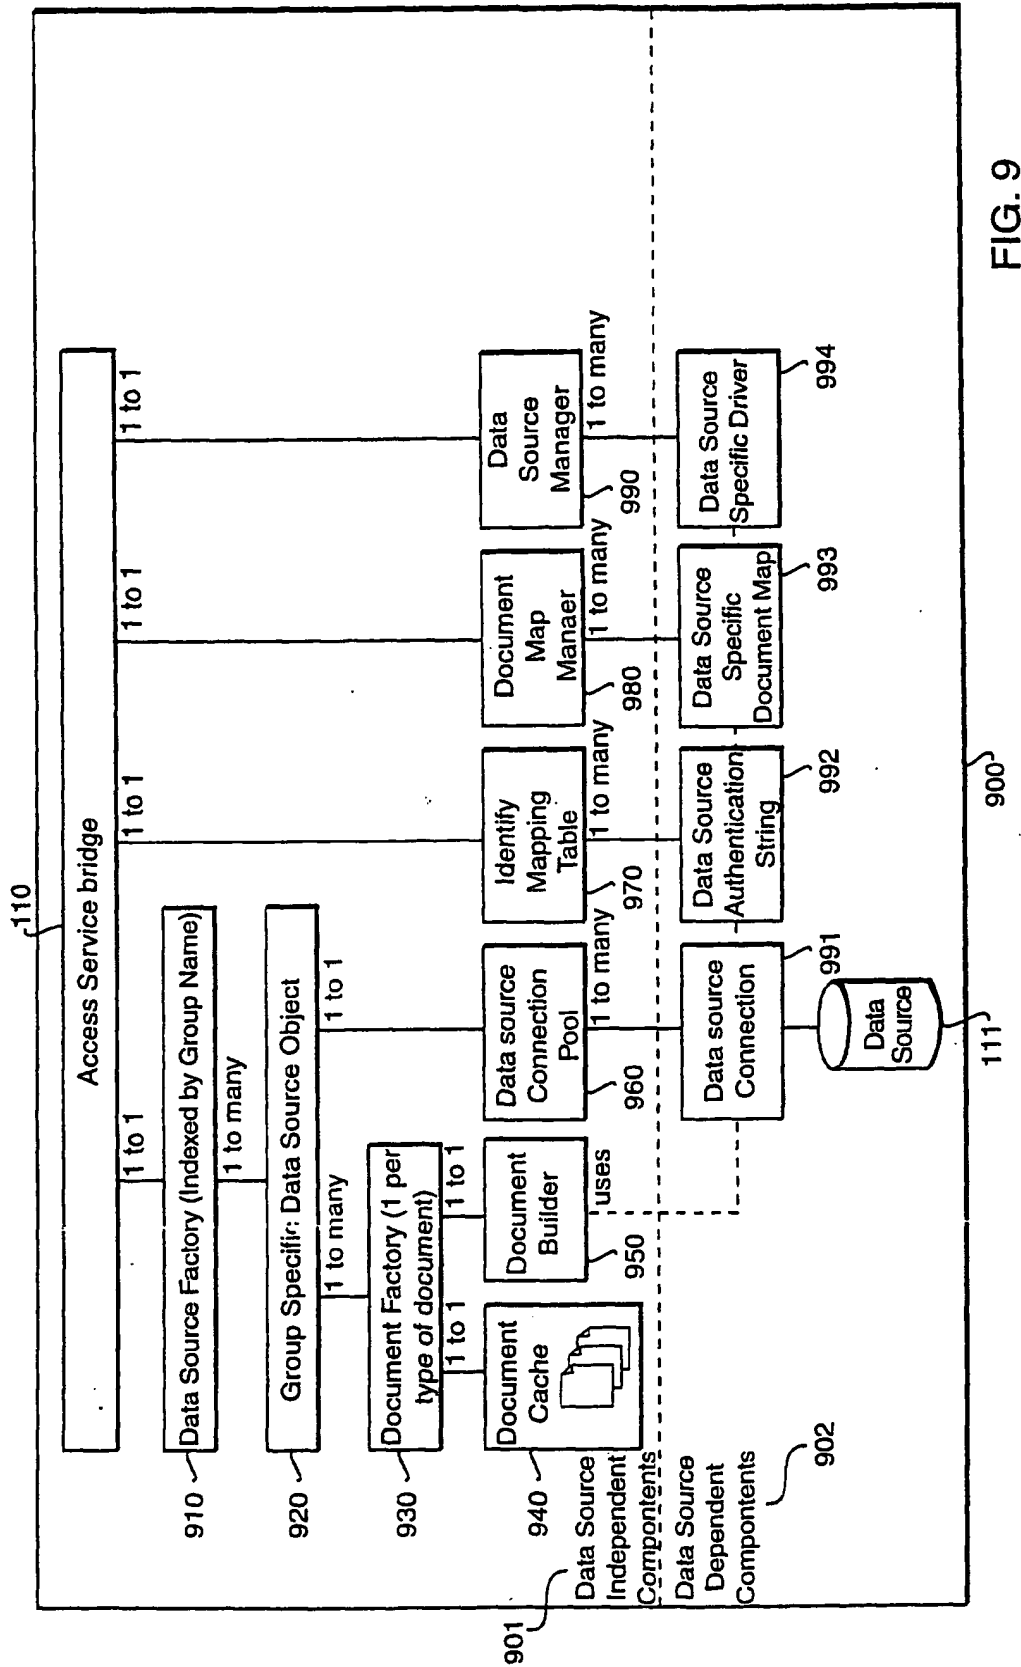 110
Access Service bridge
1 to 1
1 to 1
1 to 1
1 to 1
910
Data Source Factory (Indexed by Group Name)
1 to many
920
Group Specific: Data Source Object
1 to many
1 to 1
930
Document Factory (1 per
type of document)
1 to 1
1 to 1
940
Document
Cache
Document
Builder
950
uses
Data source
Connection
Pool
960
1 to many
Identify
Mapping
Table
970
1 to many
Document
Map
Manaer
980
1 to many
Data
Source
Manager
990
1 to many
901
Data Source
Independent
Compontents
Data Source
Dependent
Compontents
902
Data source
Connection
991
Data Source
Authentication
String
992
Data Source
Specific
Document Map
993
Data Source
Specific Driver
994
Data
Source
111
900
FIG. 9